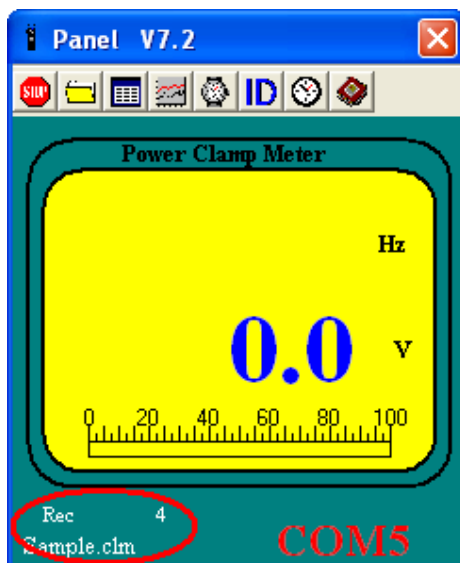 Panel V7.2
STOP ID
Power Clamp Meter
Hz
0.0 V
0 20 40 60 80 100
Rec 4
Sample.clm
COM5